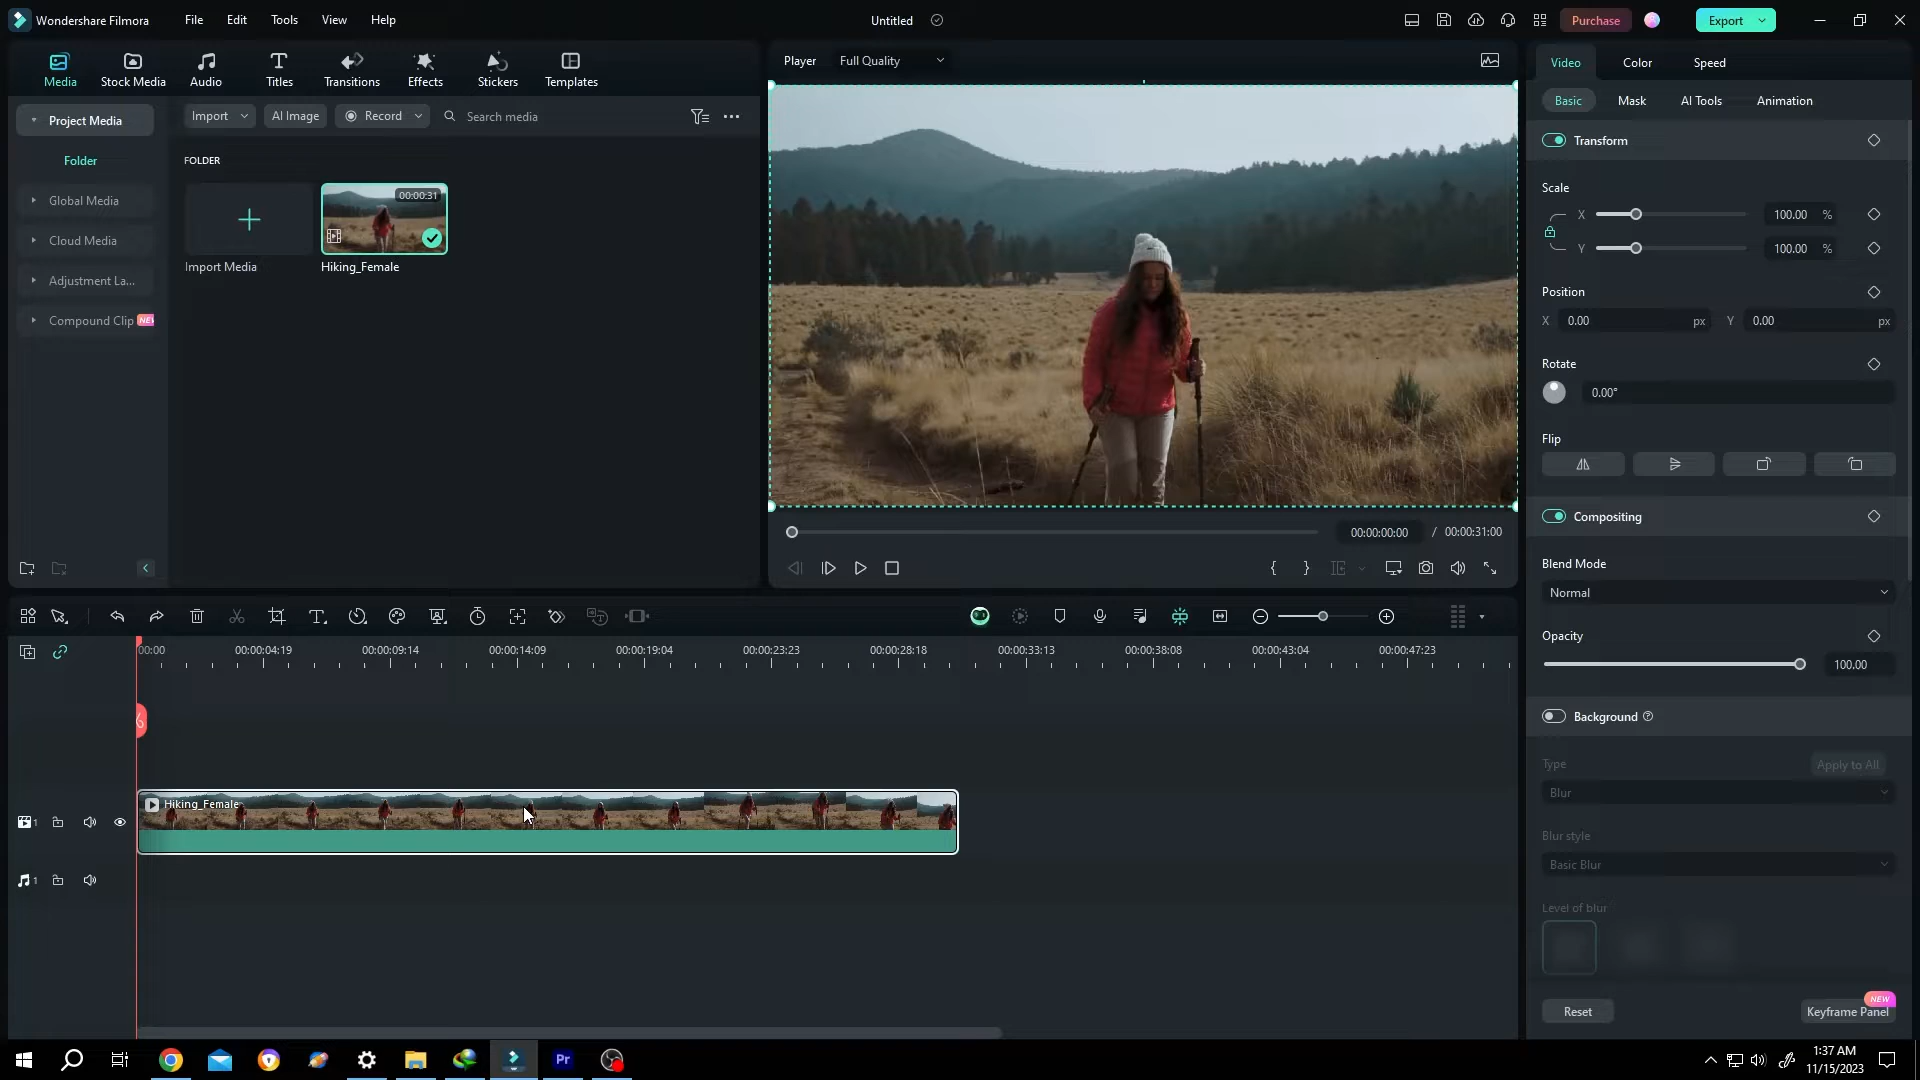 Wondershare Filmora
File Edit Tools View Help
Untitled
Purchase
Export
Media Stock Media Audio Titles Transitions Effects Stickers Templates
Player Full Quality
Video Color Speed
Project Media
Import AI Image Record Search media
Basic Mask AI Tools Animation
Folder
FOLDER
Transform
Global Media
00:00:31
Scale
X 100.00 %
Cloud Media
Y 100.00 %
Import Media Hiking_Female
Adjustment La...
Position
Compound Clip NEW
X 0.00 px Y 0.00 px
Rotate
0.00°
Flip
Compositing
00:00:00:00 / 00:00:31:00
Blend Mode
Normal
Opacity
100.00
00:00 00:00:04:19 00:00:09:14 00:00:14:09 00:00:19:04 00:00:23:23 00:00:28:18 00:00:33:13 00:00:38:08 00:00:43:04 00:00:47:23
Background
Type Apply to All
Blur
Hiking_Female
1
Blur style
Basic Blur
1
Level of blur
NEW
Reset Keyframe Panel
Pr
1:37 AM
11/15/2023